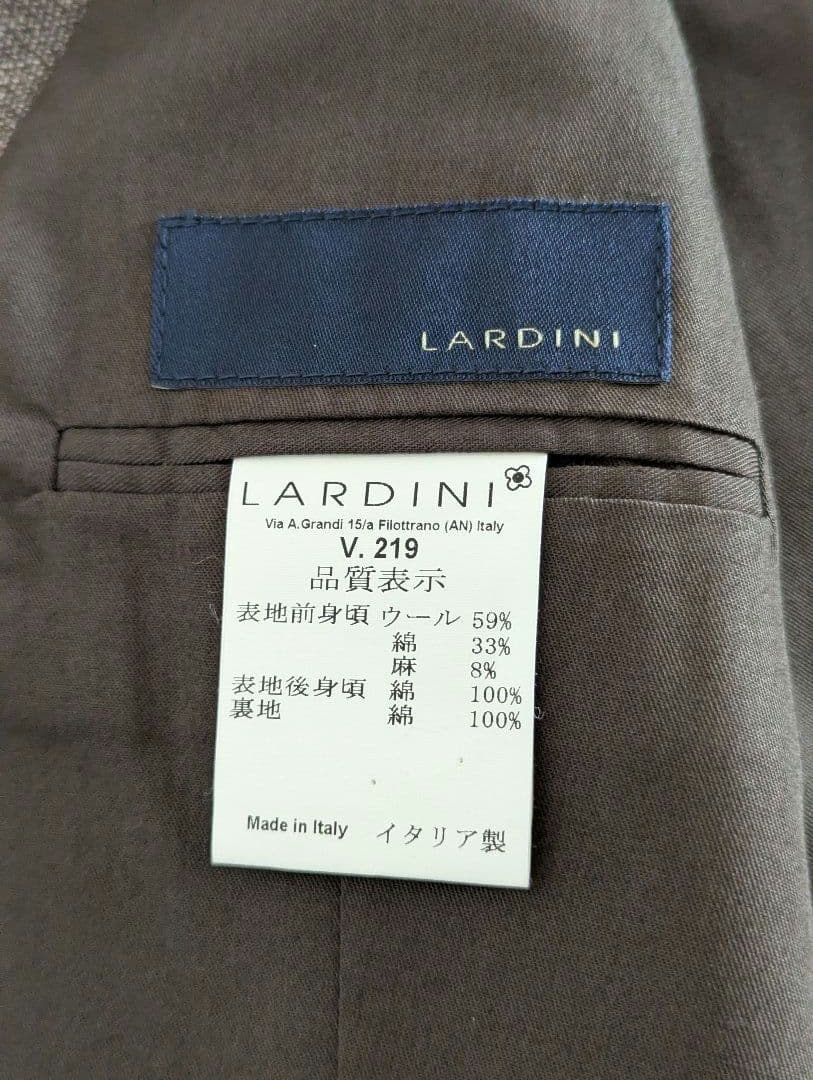 LARDINI
LARDINI
Via A.Grandi 15/a Filottrano (AN) Italy
V. 219
品質表示
表地前身頃 ウール 59%
綿 33%
麻 8%
表地後身頃 綿 100%
裏地 綿 100%
Made in Italy イタリア製